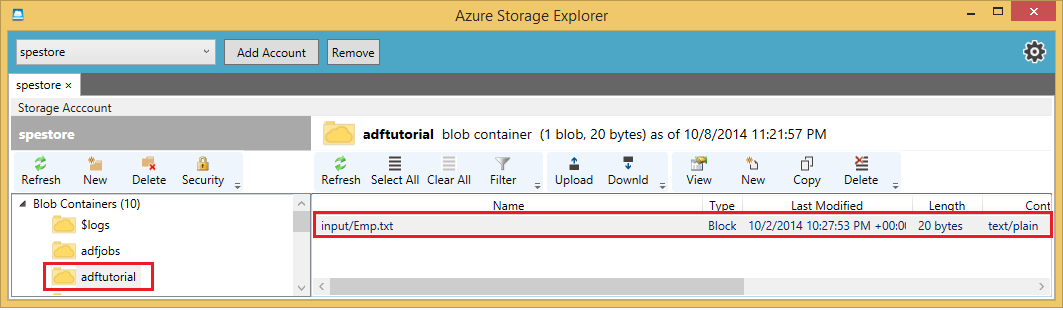 Azure Storage Explorer
spestore Add Account Remove
spestore ×
Storage Acccount
spestore
adftutorial blob container (1 blob, 20 bytes) as of 10/8/2014 11:21:57 PM
Refresh New Delete Security
Refresh Select All Clear All Filter Upload Downld View New Copy Delete
Blob Containers (10)
$logs
adfjobs
adftutorial
Name Type Last Modified Length Cont
input/Emp.txt Block 10/2/2014 10:27:53 PM +00:00 20 bytes text/plain